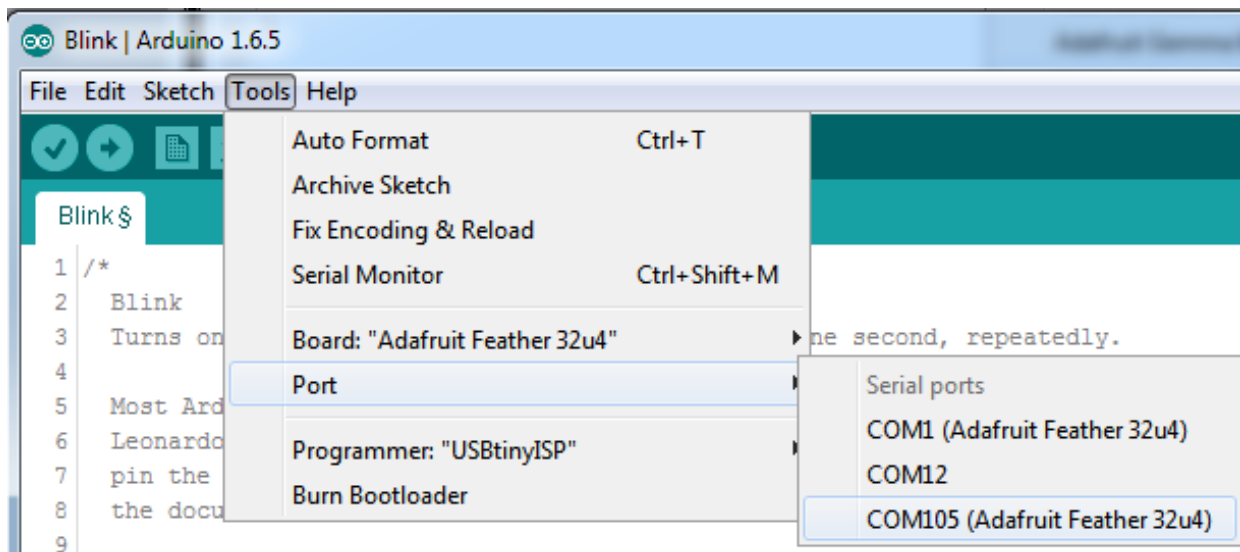 Blink | Arduino 1.6.5
File Edit Sketch Tools Help
Auto Format Ctrl+T
Archive Sketch
Fix Encoding & Reload
Serial Monitor Ctrl+Shift+M
Board: "Adafruit Feather 32u4"
Port
Programmer: "USBtinyISP"
Burn Bootloader
Serial ports
COM1 (Adafruit Feather 32u4)
COM12
COM105 (Adafruit Feather 32u4)
Blink §
1 /*
2 Blink
3 Turns on ne second, repeatedly.
4
5 Most Ard
6 Leonardo
7 pin the
8 the docu
9